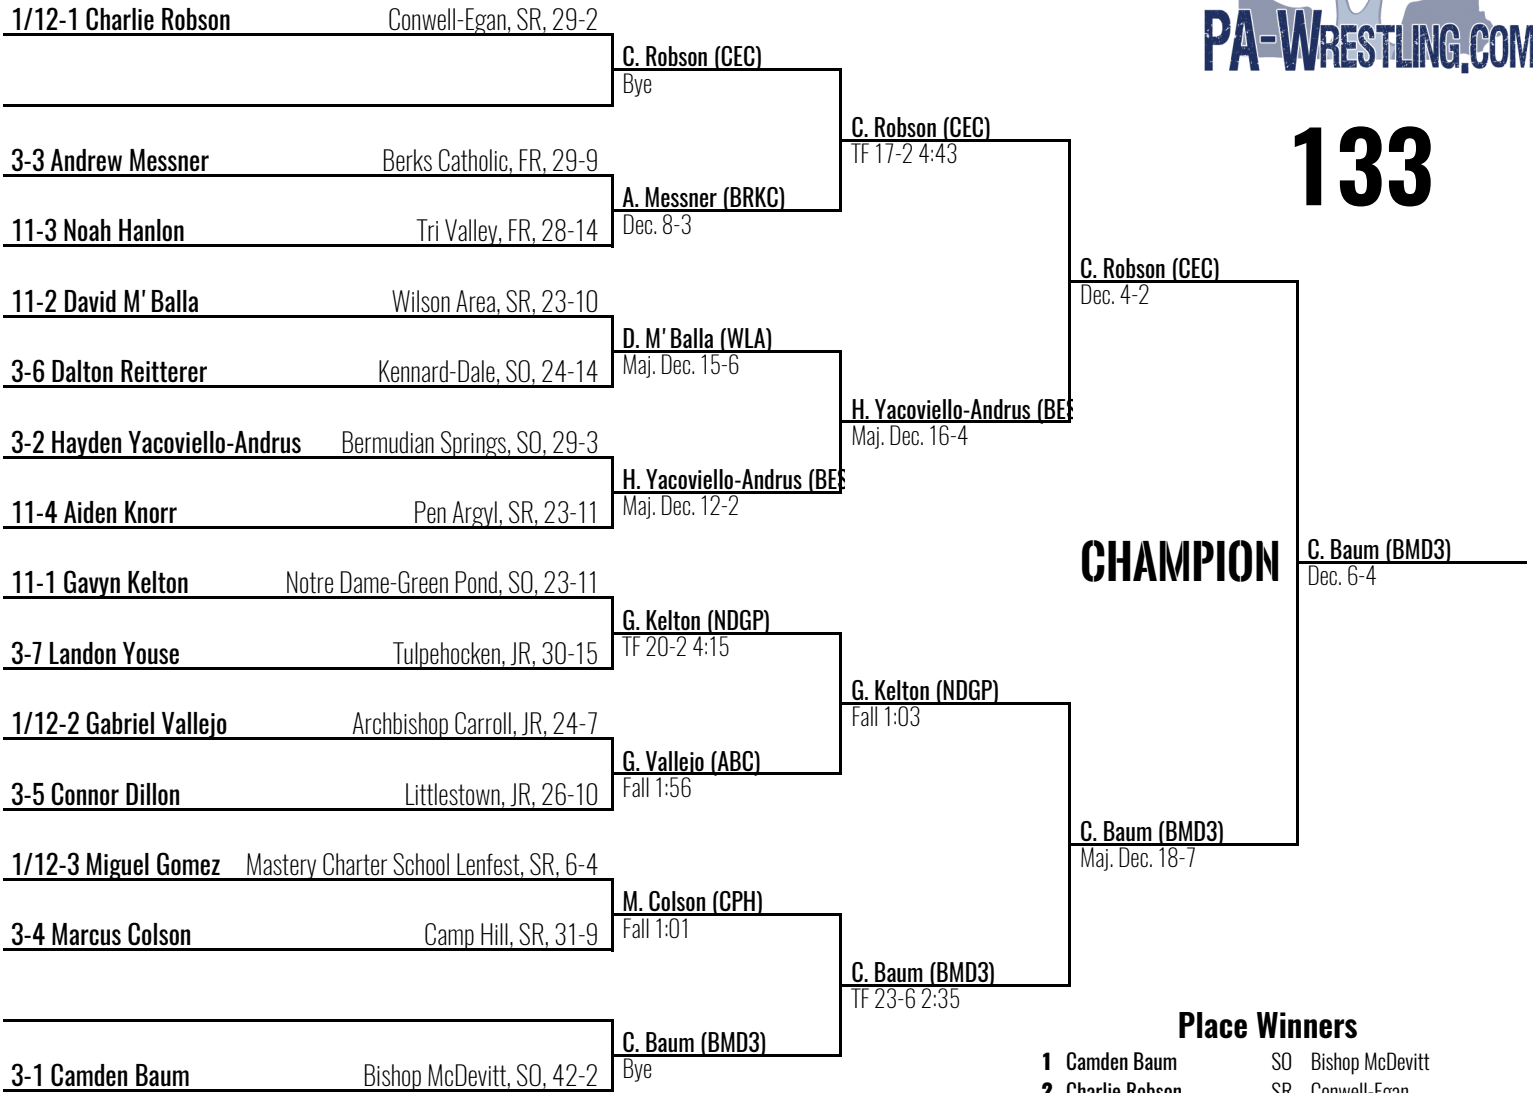 1/12-1 Charlie Robson Conwell-Egan, SR, 29-2
C. Robson (CEC)
Bye
3-3 Andrew Messner Berks Catholic, FR, 29-9
A. Messner (BRKC)
Dec. 8-3
11-3 Noah Hanlon Tri Valley, FR, 28-14
C. Robson (CEC)
TF 17-2 4:43
11-2 David M'Balla Wilson Area, SR, 23-10
D. M'Balla (WLA)
Maj. Dec. 15-6
3-6 Dalton Reitterer Kennard-Dale, SO, 24-14
3-2 Hayden Yacoviello-Andrus Bermudian Springs, SO, 29-3
H. Yacoviello-Andrus (BES
Maj. Dec. 12-2
11-4 Aiden Knorr Pen Argyl, SR, 23-11
H. Yacoviello-Andrus (BES
Maj. Dec. 16-4
C. Robson (CEC)
Dec. 4-2
11-1 Gavyn Kelton Notre Dame-Green Pond, SO, 23-11
G. Kelton (NDGP)
TF 20-2 4:15
3-7 Landon Youse Tulpehocken, JR, 30-15
1/12-2 Gabriel Vallejo Archbishop Carroll, JR, 24-7
G. Vallejo (ABC)
Fall 1:56
3-5 Connor Dillon Littlestown, JR, 26-10
G. Kelton (NDGP)
Fall 1:03
1/12-3 Miguel Gomez Mastery Charter School Lenfest, SR, 6-4
M. Colson (CPH)
Fall 1:01
3-4 Marcus Colson Camp Hill, SR, 31-9
C. Baum (BMD3)
Bye
3-1 Camden Baum Bishop McDevitt, SO, 42-2
C. Baum (BMD3)
TF 23-6 2:35
C. Baum (BMD3)
Maj. Dec. 18-7
CHAMPION
C. Baum (BMD3)
Dec. 6-4
PA-WRESTLING.COM
133
Place Winners
1 Camden Baum SO Bishop McDevitt
2 Charlie Robson SR Conwell-Egan